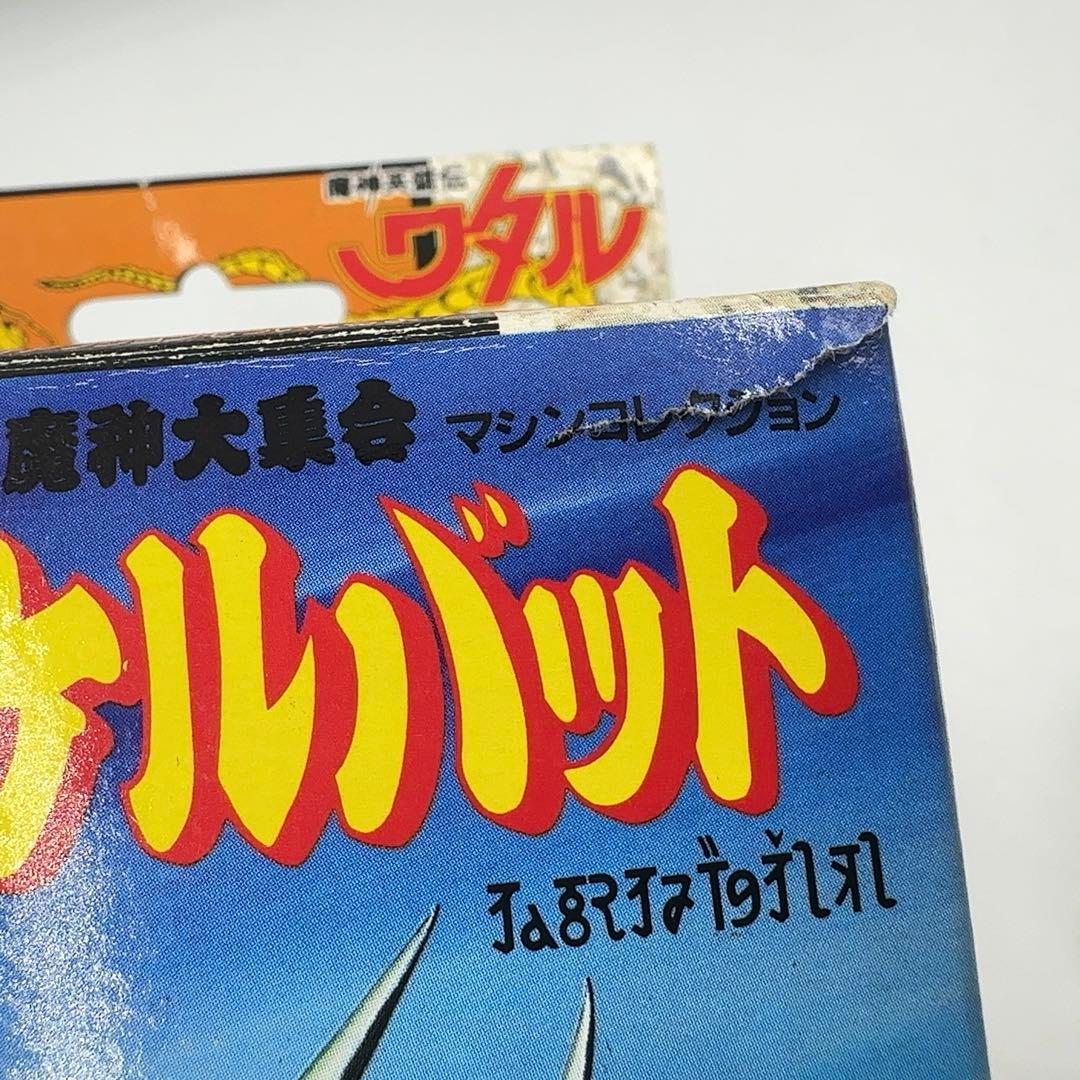 魔神英雄伝
ワタル
魔神大集合 マシンコレクション
ルバット